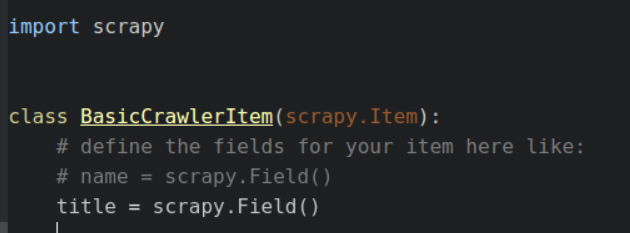 import scrapy
class BasicCrawlerItem(scrapy.Item):
# define the fields for your item here like:
# name = scrapy.Field()
title = scrapy.Field()